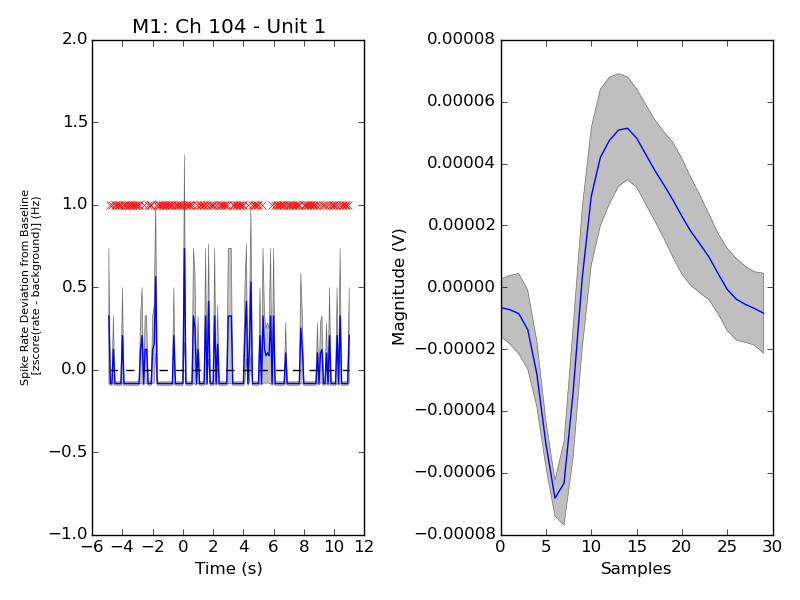 M1: Ch 104 - Unit 1
2.0
1.5
1.0
0.5
0.0
−0.5
−1.0
Spike Rate Deviation from Baseline
[zscore(rate - background)] (Hz)
−6 −4 −2 0 2 4 6 8 10 12
Time (s)
0.00008
0.00006
0.00004
0.00002
0.00000
−0.00002
−0.00004
−0.00006
−0.00008
Magnitude (V)
0 5 10 15 20 25 30
Samples